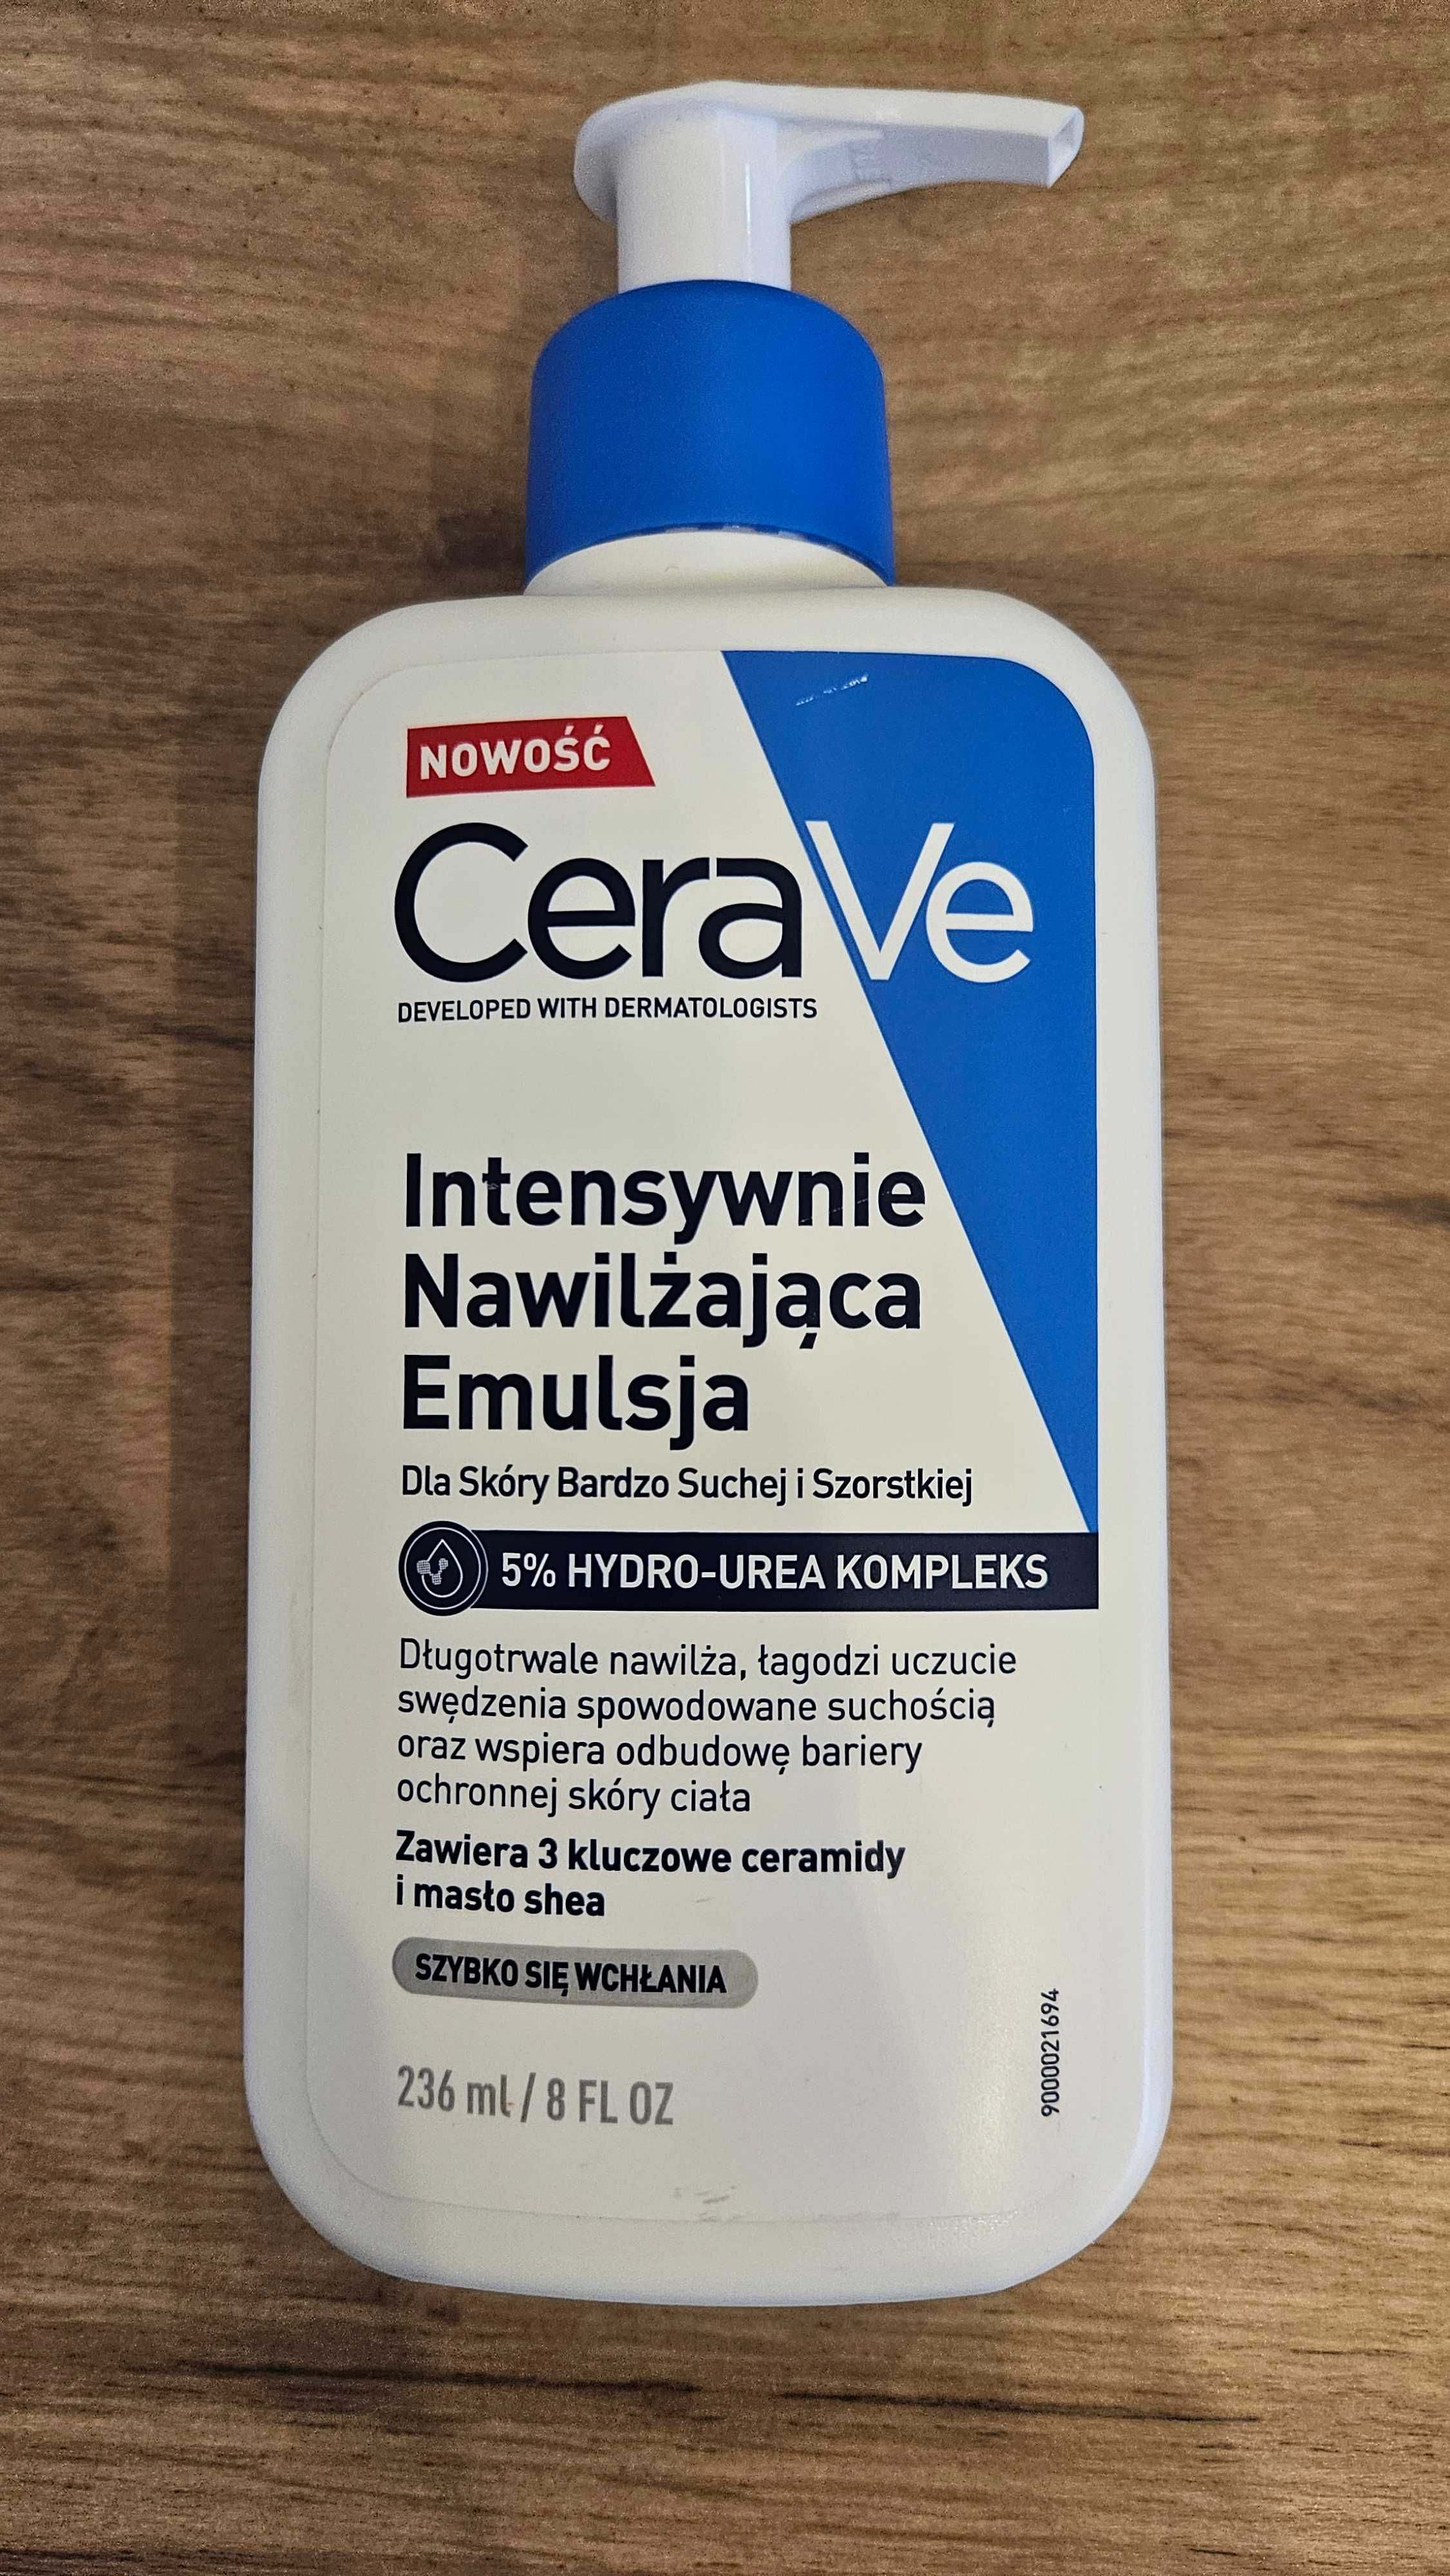 NOWOŚĆ
CeraVe
DEVELOPED WITH DERMATOLOGISTS
Intensywnie
Nawilżająca
Emulsja
Dla Skóry Bardzo Suchej i Szorstkiej
5% HYDRO-UREA KOMPLEKS
Długotrwale nawilża, łagodzi uczucie
swędzenia spowodowane suchością
oraz wspiera odbudowę bariery
ochronnej skóry ciała
Zawiera 3 kluczowe ceramidy
i masło shea
SZYBKO SIĘ WCHŁANIA
236 ml / 8 FL OZ
9000021694